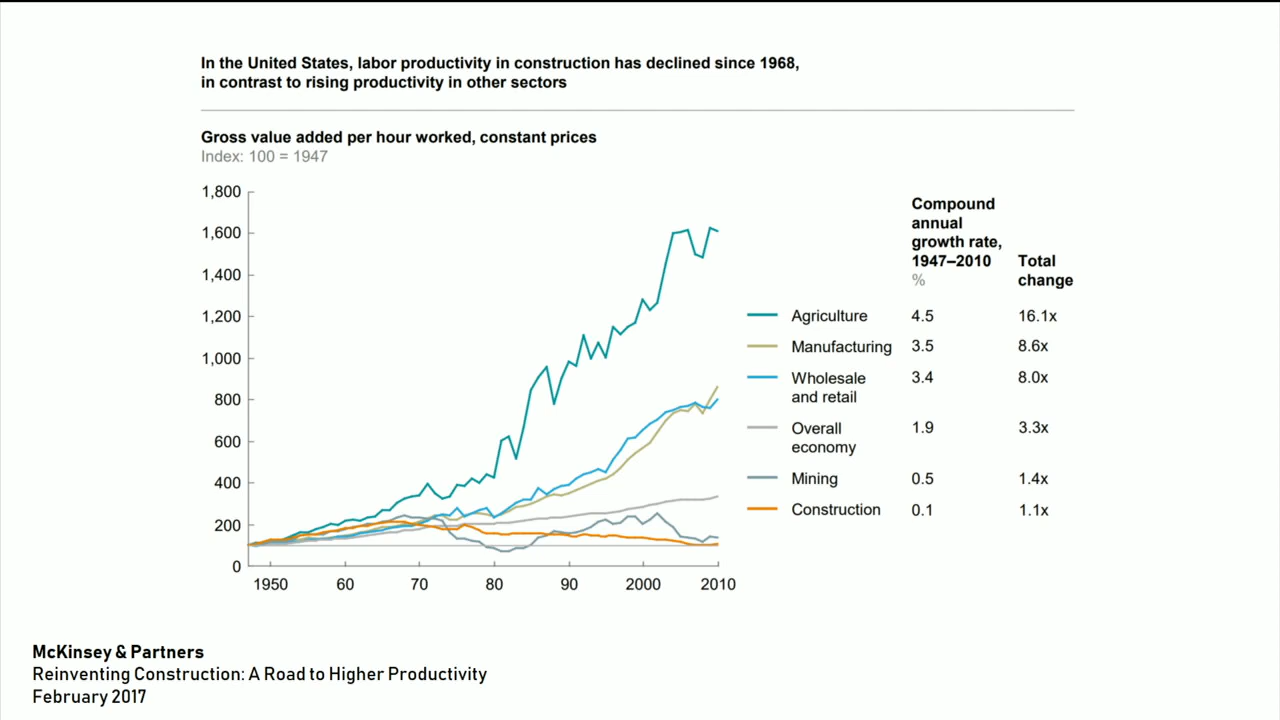 In the United States, labor productivity in construction has declined since 1968,
in contrast to rising productivity in other sectors
Gross value added per hour worked, constant prices
Index: 100 = 1947
1,800
1,600
1,400
1,200
1,000
800
600
400
200
0
1950 60 70 80 90 2000 2010
Compound
annual
growth rate,
1947–2010 Total
% change
Agriculture 4.5 16.1x
Manufacturing 3.5 8.6x
Wholesale 3.4 8.0x
and retail
Overall 1.9 3.3x
economy
Mining 0.5 1.4x
Construction 0.1 1.1x
McKinsey & Partners
Reinventing Construction: A Road to Higher Productivity
February 2017